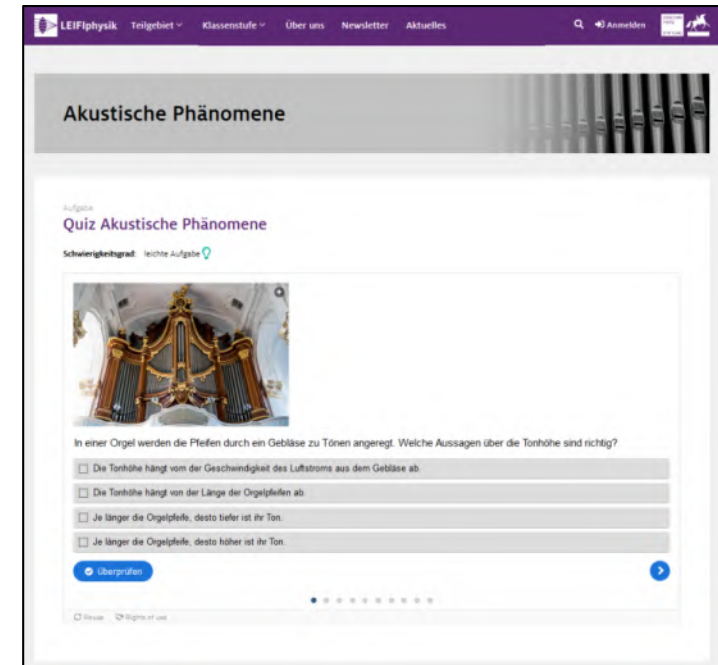 LEIFIphysik Teilgebiet Klassenstufe Über uns Newsletter Aktuelles Anmelden
Akustische Phänomene
Aufgabe
Quiz Akustische Phänomene
Schwierigkeitsgrad: leichte Aufgabe
In einer Orgel werden die Pfeifen durch ein Gebläse zu Tönen angeregt. Welche Aussagen über die Tonhöhe sind richtig?
Die Tonhöhe hängt vom der Geschwindigkeit des Luftstroms aus dem Gebläse ab.
Die Tonhöhe hängt von der Länge der Orgelpfeifen ab.
Je länger die Orgelpfeife, desto tiefer ist ihr Ton.
Je länger die Orgelpfeife, desto höher ist ihr Ton.
Überprüfen
Reuse Rights of use